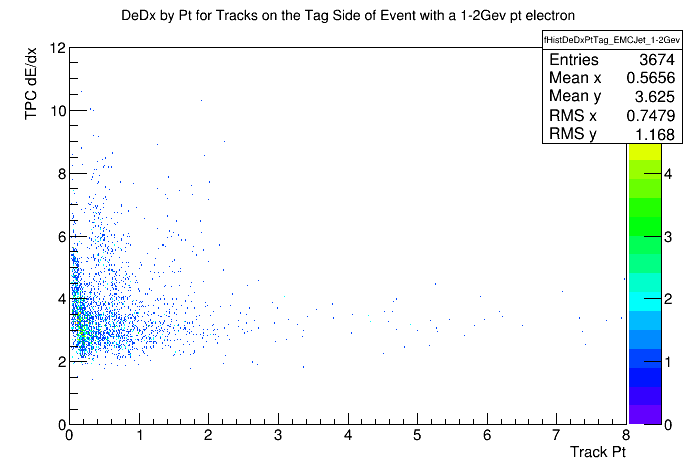 DeDx by Pt for Tracks on the Tag Side of Event with a 1-2Gev pt electron
fHistDeDxPtTag_EMCJet_1-2Gev
Entries 3674
Mean x 0.5656
Mean y 3.625
RMS x 0.7479
RMS y 1.168
TPC dE/dx
12
10
8
6
4
2
0
0 1 2 3 4 5 6 7 8
Track Pt
4
3
2
1
0